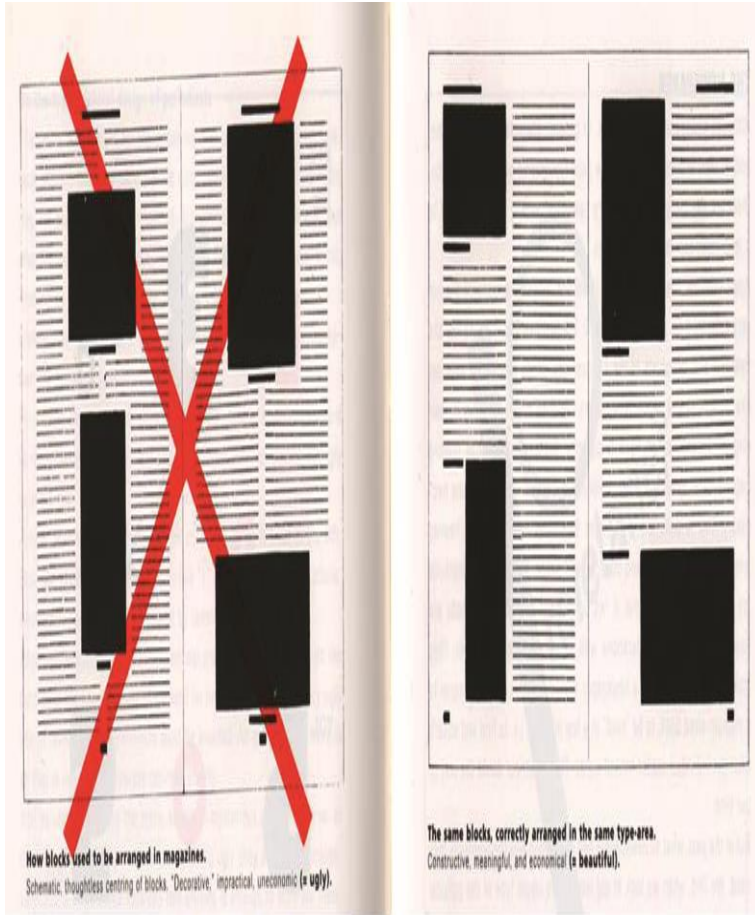 How blocks used to be arranged in magazines.
Schematic, thoughtless centring of blocks. "Decorative," impractical, uneconomic (= ugly).
The same blocks, correctly arranged in the same type-area.
Constructive, meaningful, and economical (= beautiful).